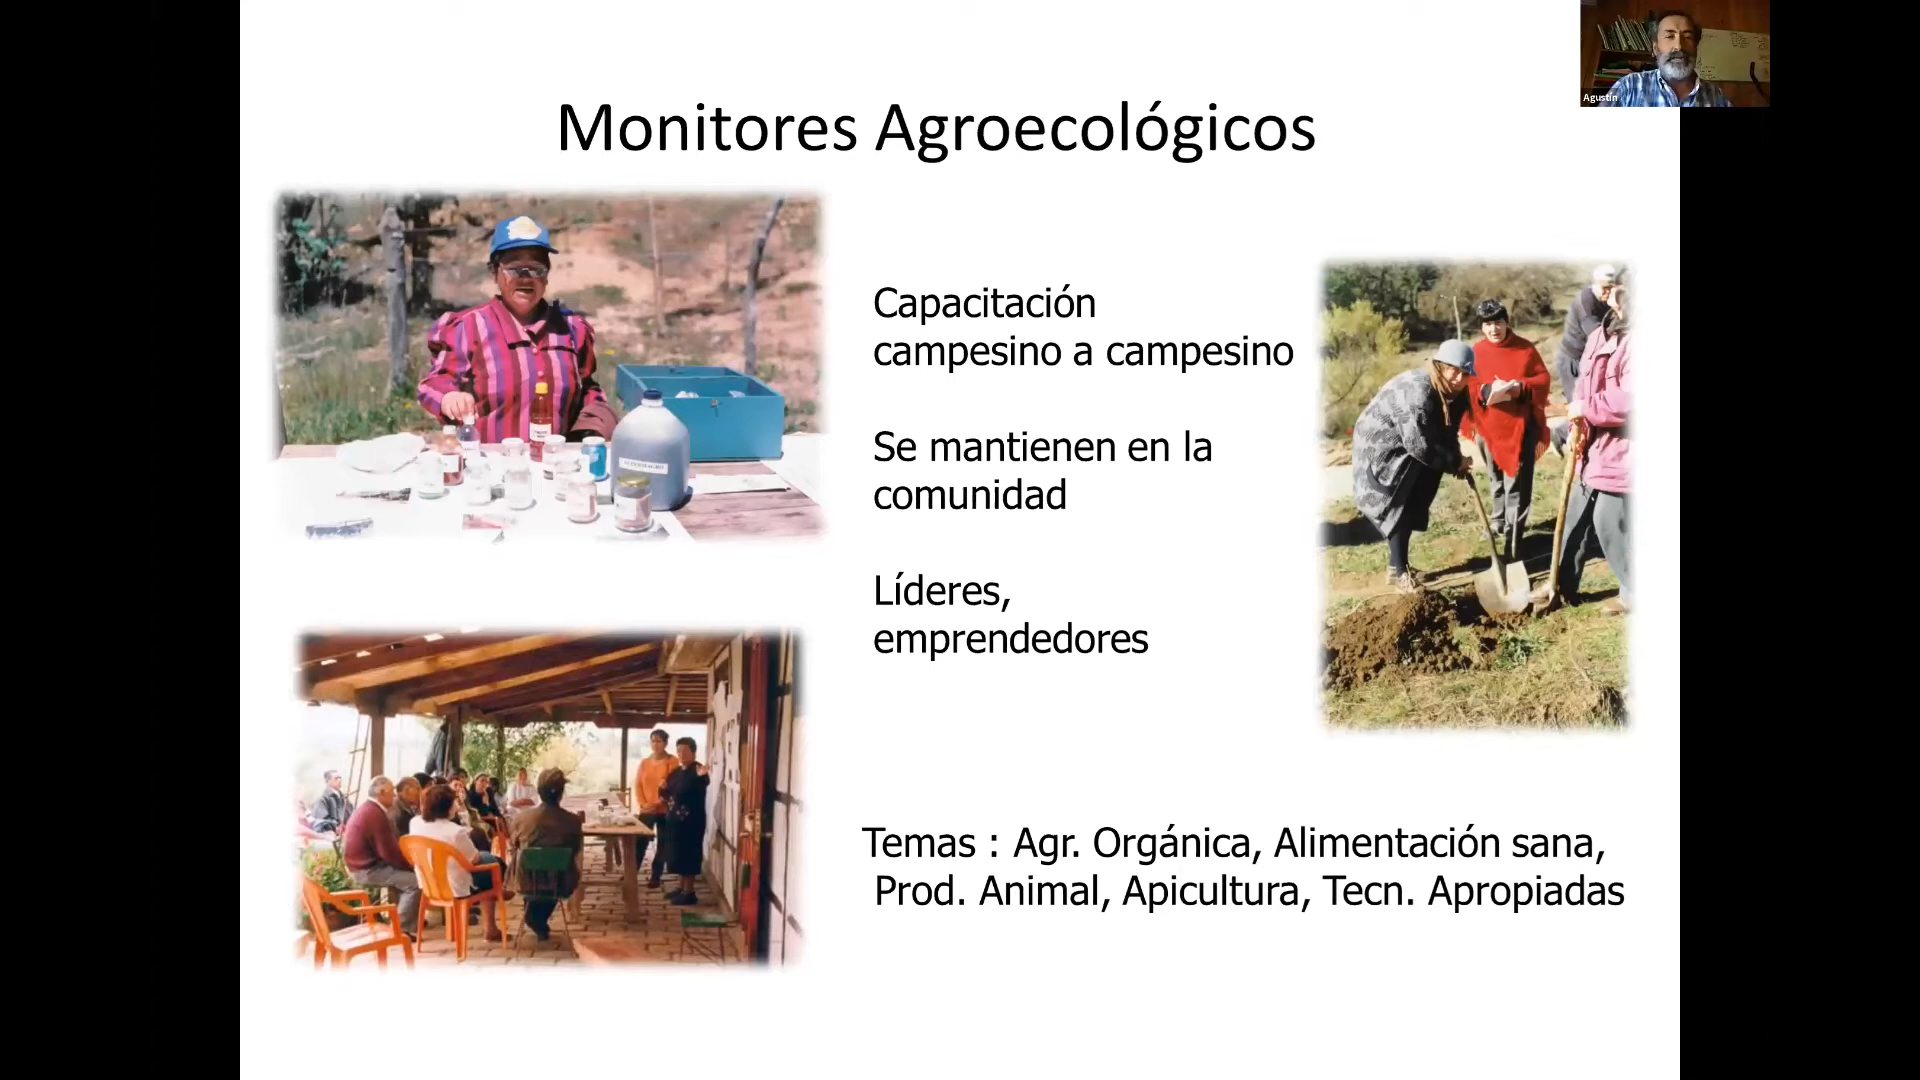 Agustín
Monitores Agroecológicos
Capacitación
campesino a campesino
Se mantienen en la
comunidad
Líderes,
emprendedores
Temas : Agr. Orgánica, Alimentación sana,
Prod. Animal, Apicultura, Tecn. Apropiadas